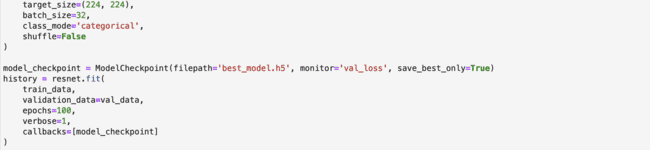 target_size=(224, 224),
batch_size=32,
class_mode='categorical',
shuffle=False
)
model_checkpoint = ModelCheckpoint(filepath='best_model.h5', monitor='val_loss', save_best_only=True)
history = resnet.fit(
train_data,
validation_data=val_data,
epochs=100,
verbose=1,
callbacks=[model_checkpoint]
)